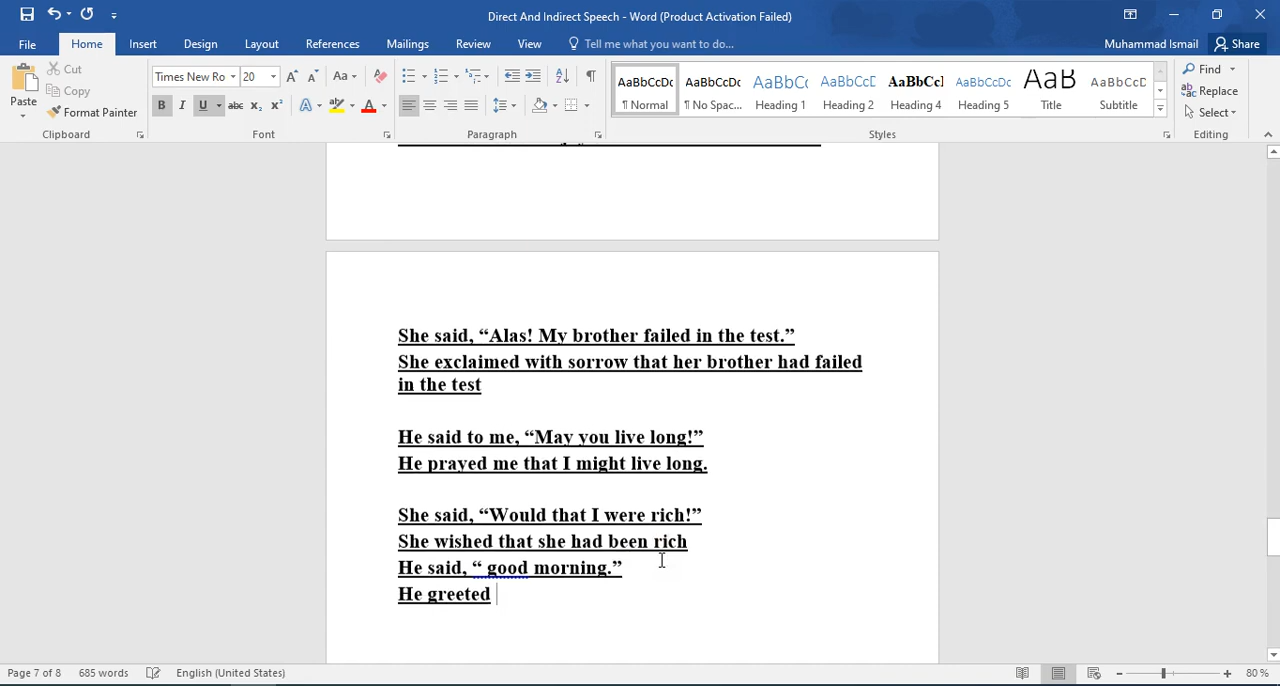 Direct And Indirect Speech - Word (Product Activation Failed)
File Home Insert Design Layout References Mailings Review View Tell me what you want to do... Muhammad Ismail Share
Paste Cut Copy Format Painter
Clipboard
Times New Ro 20
Font
Paragraph
AaBbCcDc ¶ Normal
AaBbCcDc ¶ No Spac...
AaBbC Heading 1
AaBbCcE Heading 2
AaBbCcI Heading 4
AaBbCcDc Heading 5
AaB Title
AaBbCcD Subtitle
Styles
Find
Replace
Select
Editing
She said, “Alas! My brother failed in the test.”
She exclaimed with sorrow that her brother had failed
in the test
He said to me, “May you live long!”
He prayed me that I might live long.
She said, “Would that I were rich!”
She wished that she had been rich
He said, “ good morning.”
He greeted
Page 7 of 8 685 words English (United States) 80%